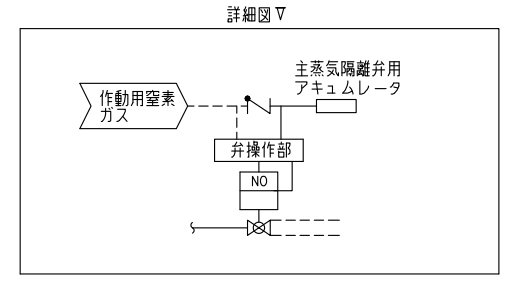 詳細図Ⅴ
主蒸気隔離弁用
アキュムレータ
作動用窒素
ガス
弁操作部
NO